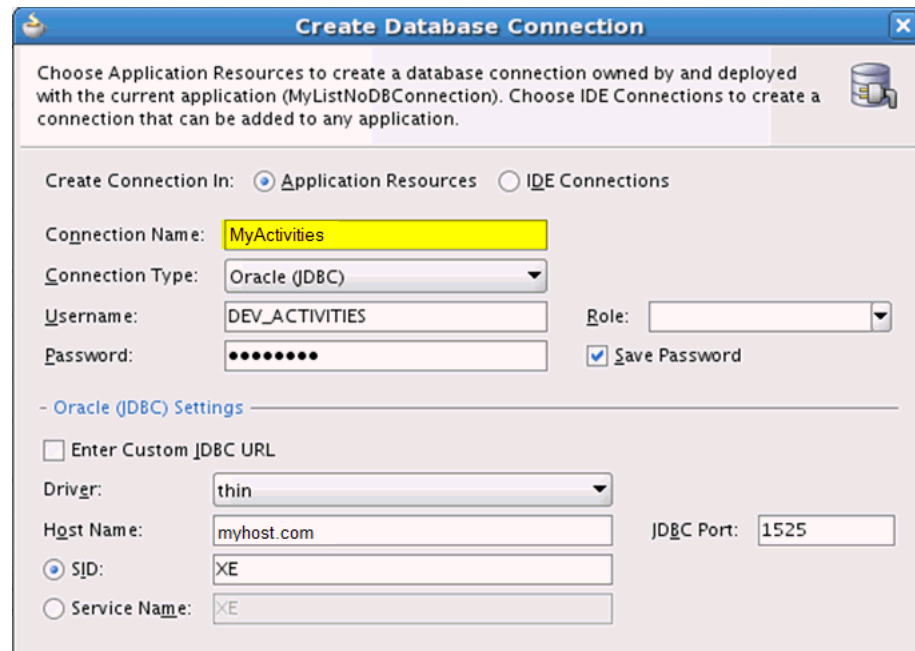 Create Database Connection
Choose Application Resources to create a database connection owned by and deployed
with the current application (MyListNoDBConnection). Choose IDE Connections to create a
connection that can be added to any application.
Create Connection In: Application Resources IDE Connections
Connection Name: MyActivities
Connection Type: Oracle (JDBC)
Username: DEV_ACTIVITIES Role:
Password: •••••••• Save Password
- Oracle (JDBC) Settings
Enter Custom JDBC URL
Driver: thin
Host Name: myhost.com JDBC Port: 1525
SID: XE
Service Name: XE